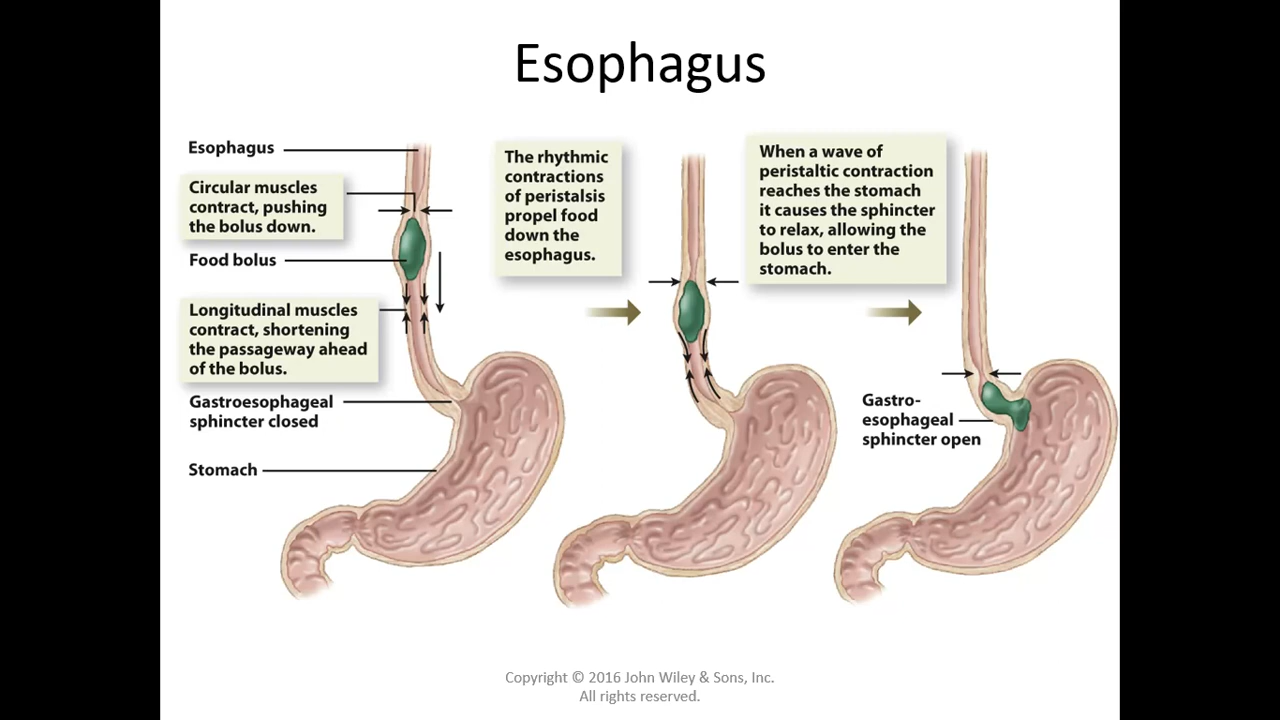 Esophagus
Esophagus
Circular muscles
contract, pushing
the bolus down.
Food bolus
Longitudinal muscles
contract, shortening
the passageway ahead
of the bolus.
Gastroesophageal
sphincter closed
Stomach
The rhythmic
contractions
of peristalsis
propel food
down the
esophagus.
When a wave of
peristaltic contraction
reaches the stomach
it causes the sphincter
to relax, allowing the
bolus to enter the
stomach.
Gastro-
esophageal
sphincter open
Copyright © 2016 John Wiley & Sons, Inc.
All rights reserved.